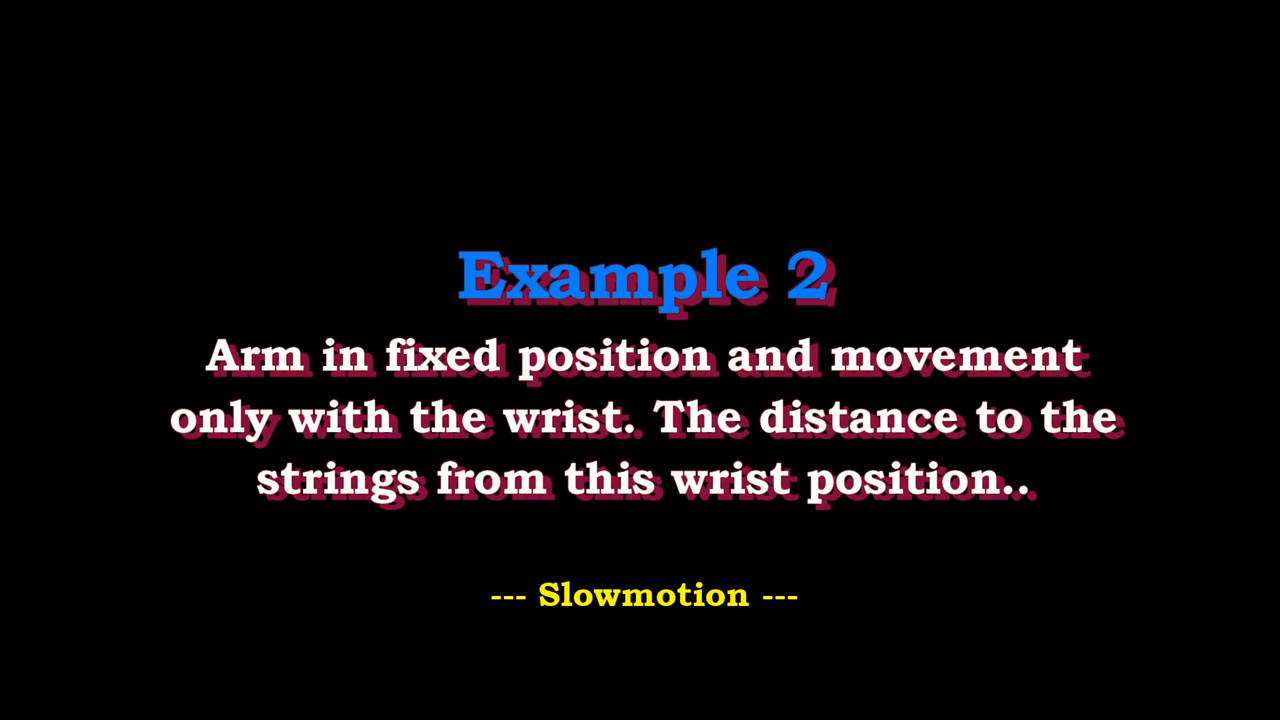 Example 2
Arm in fixed position and movement
only with the wrist. The distance to the
strings from this wrist position..
--- Slowmotion ---